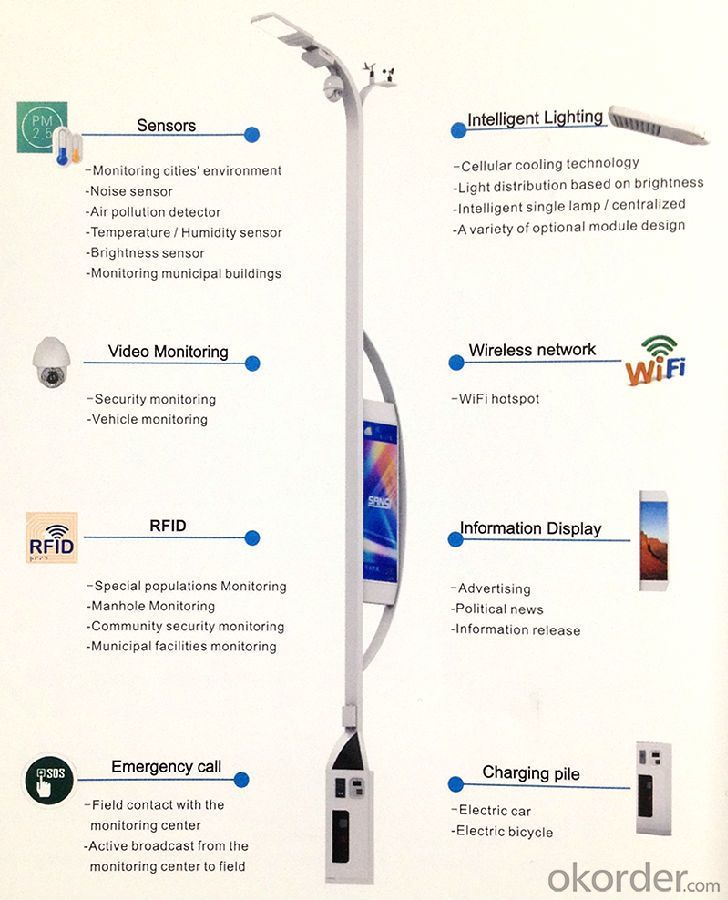 PM
2.5
Sensors
-Monitoring cities' environment
-Noise sensor
-Air pollution detector
-Temperature / Humidity sensor
-Brightness sensor
-Monitoring municipal buildings
Intelligent Lighting
-Cellular cooling technology
-Light distribution based on brightness
-Intelligent single lamp / centralized
-A variety of optional module design
Video Monitoring
-Security monitoring
-Vehicle monitoring
Wireless network
WiFi
-WiFi hotspot
SANSI
RFID
RFID
-Special populations Monitoring
-Manhole Monitoring
-Community security monitoring
-Municipal facilities monitoring
Information Display
-Advertising
-Political news
-Information release
SOS
Emergency call
-Field contact with the
monitoring center
-Active broadcast from the
monitoring center to field
Charging pile
-Electric car
-Electric bicycle
okorder.com